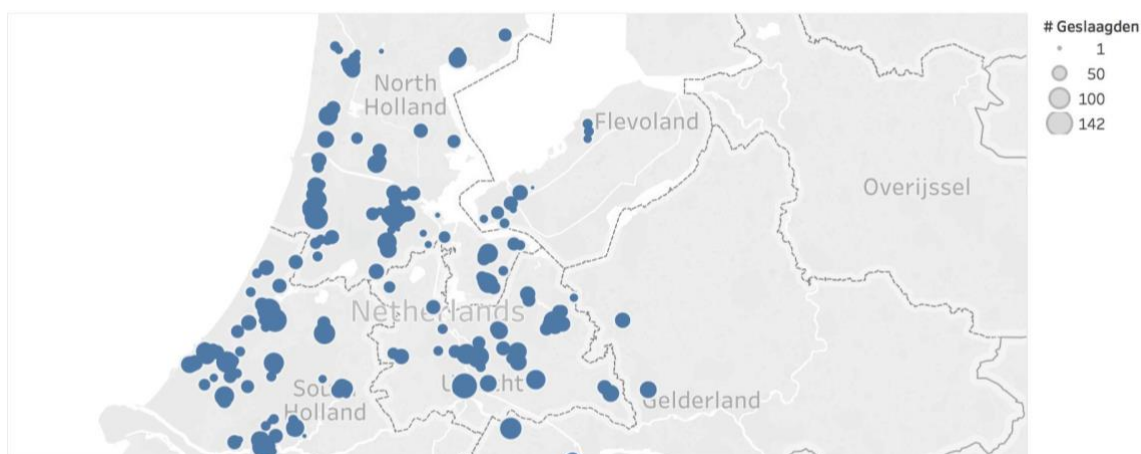 # Geslaagden
1
50
100
142
North
Holland
Flevoland
Overijssel
Netherlands
Utrecht
South
Holland
Gelderland